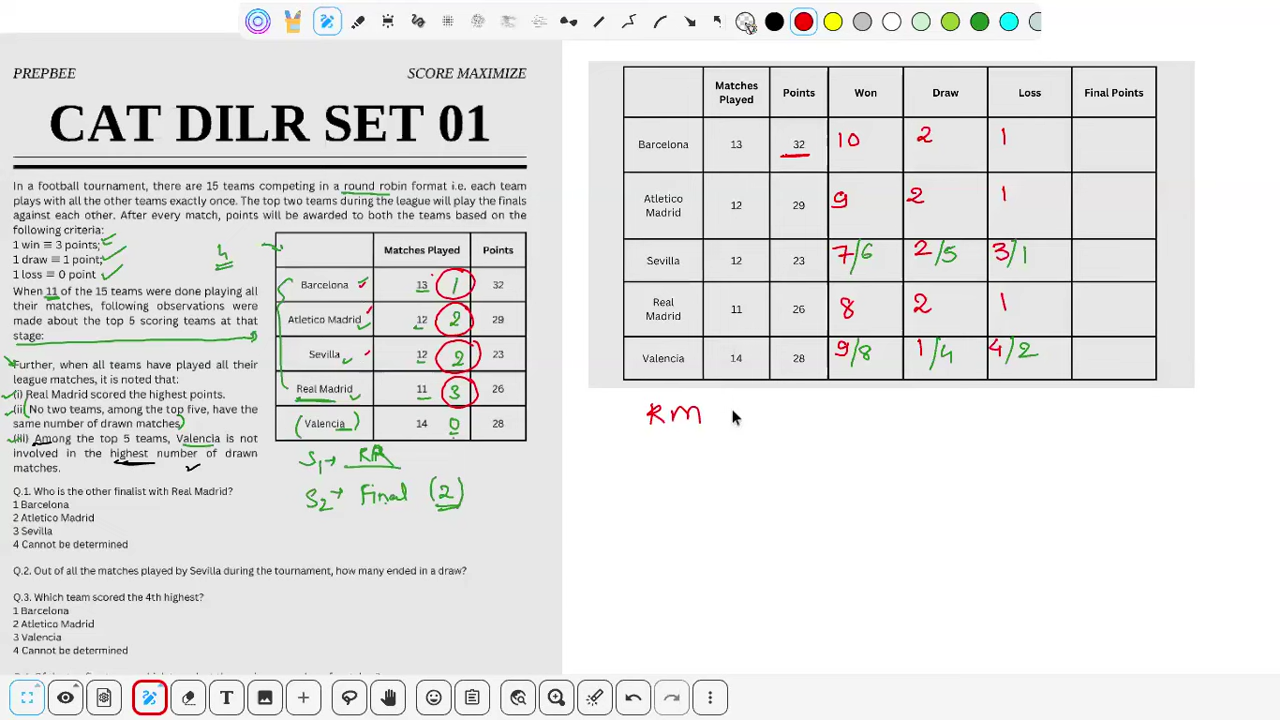 PREPBEE SCORE MAXIMIZE
CAT DILR SET 01
In a football tournament, there are 15 teams competing in a round robin format i.e. each team
plays with all the other teams exactly once. The top two teams during the league will play the finals
against each other. After every match, points will be awarded to both the teams based on the
following criteria:
1 win ≡ 3 points;
1 draw ≡ 1 point;
1 loss ≡ 0 point
4
When 11 of the 15 teams were done playing all
their matches, following observations were
made about the top 5 scoring teams at that
stage:
Further, when all teams have played all their
league matches, it is noted that:
(i) Real Madrid scored the highest points.
(ii) No two teams, among the top five, have the
same number of drawn matches
(iii) Among the top 5 teams, Valencia is not
involved in the highest number of drawn
matches.
Matches Played Points
Barcelona 13 1 32
Atletico Madrid 12 2 29
Sevilla 12 2 23
Real Madrid 11 3 26
(Valencia) 14 0 28
S1→ RR
S2→ Final (2)
Q.1. Who is the other finalist with Real Madrid?
1 Barcelona
2 Atletico Madrid
3 Sevilla
4 Cannot be determined
Q.2. Out of all the matches played by Sevilla during the tournament, how many ended in a draw?
Q.3. Which team scored the 4th highest?
1 Barcelona
2 Atletico Madrid
3 Valencia
4 Cannot be determined
Matches Played Points Won Draw Loss Final Points
Barcelona 13 32 10 2 1
Atletico Madrid 12 29 9 2 1
Sevilla 12 23 7/6 2/5 3/1
Real Madrid 11 26 8 2 1
Valencia 14 28 9/8 1/4 4/2
RM
T